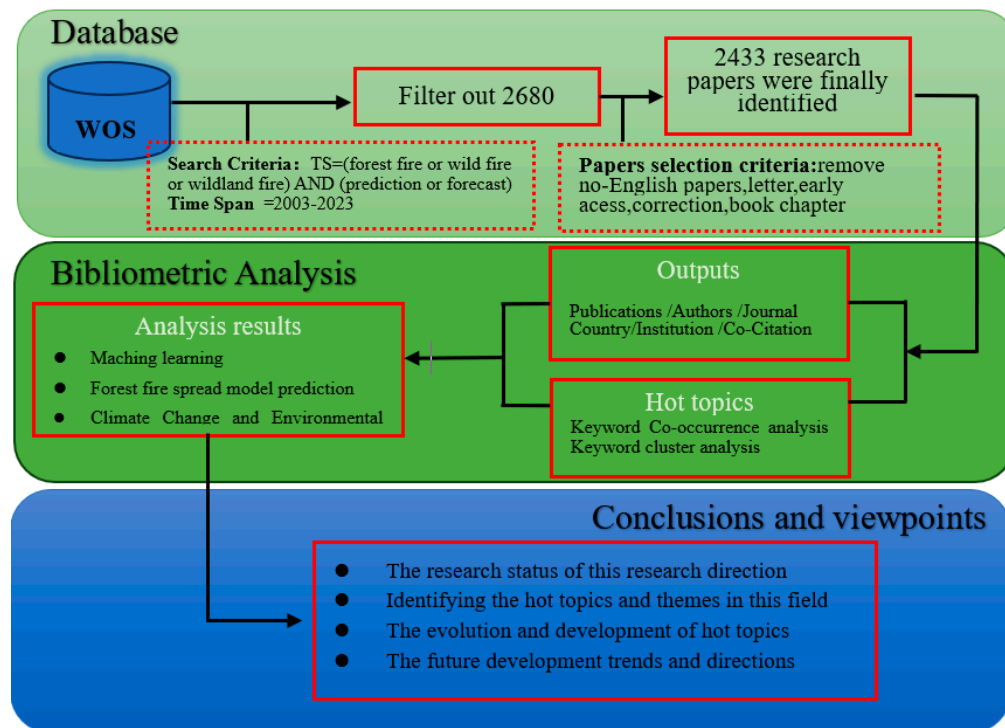 Database
WOS
Filter out 2680
2433 research
papers were finally
identified
Search Criteria: TS=(forest fire or wild fire
or wildland fire) AND (prediction or forecast)
Time Span =2003-2023
Papers selection criteria:remove
no-English papers,letter,early
acess,correction,book chapter
Bibliometric Analysis
Analysis results
● Maching learning
● Forest fire spread model prediction
● Climate Change and Environmental
Outputs
Publications /Authors /Journal
Country/Institution /Co-Citation
Hot topics
Keyword Co-occurrence analysis
Keyword cluster analysis
Conclusions and viewpoints
● The research status of this research direction
● Identifying the hot topics and themes in this field
● The evolution and development of hot topics
● The future development trends and directions